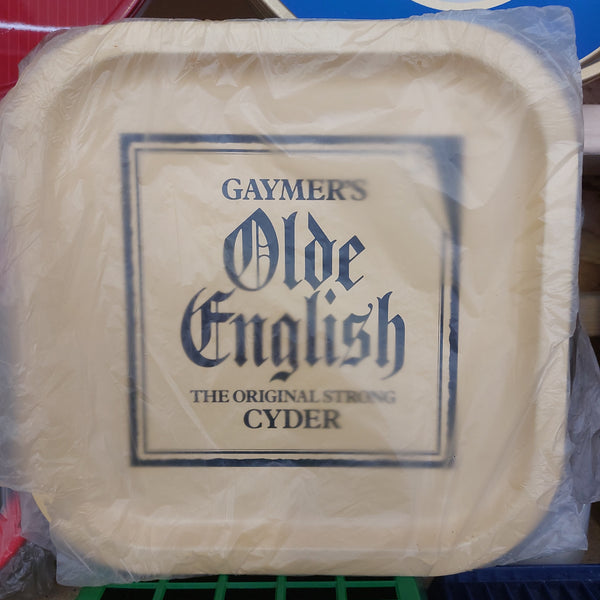 GAYMER'S
Olde
English
THE ORIGINAL STRONG
CYDER